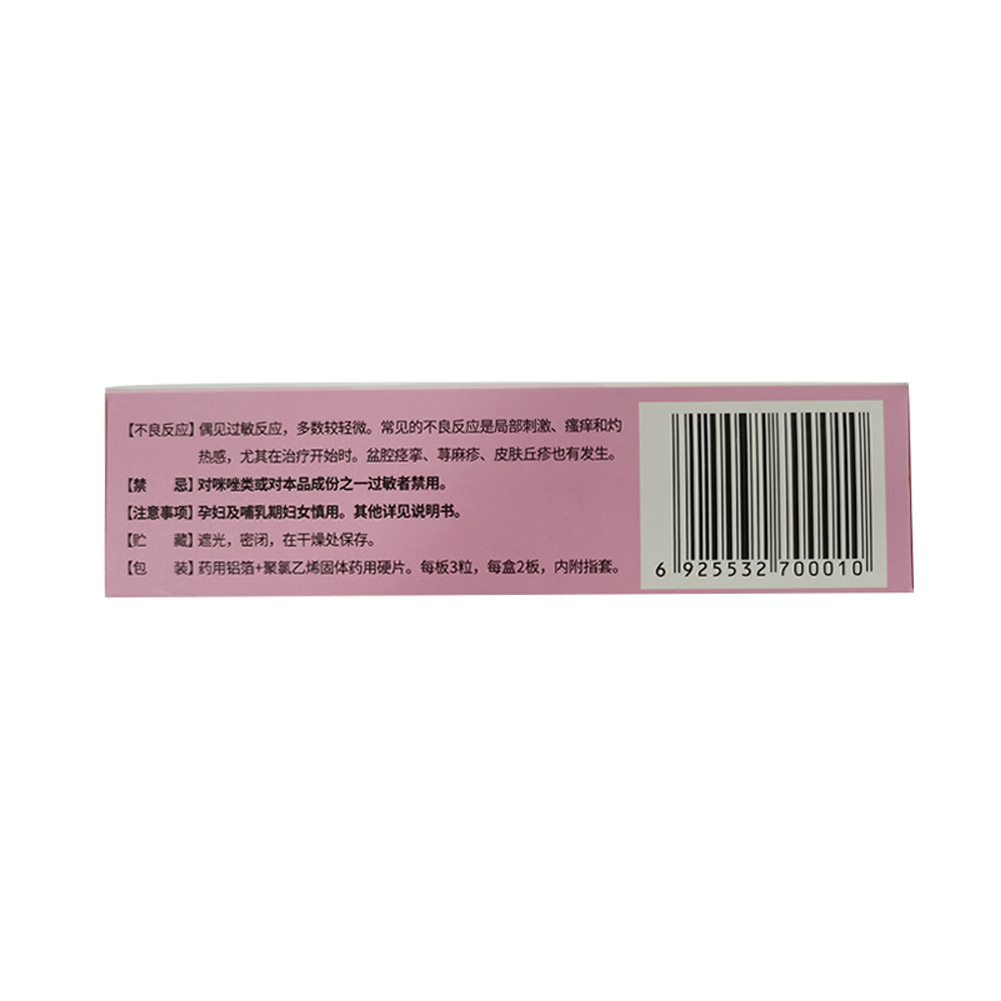 【不良反应】偶见过敏反应，多数较轻微。常见的不良反应是局部刺激、瘙痒和灼
热感，尤其在治疗开始时。盆腔痉挛、荨麻疹、皮肤丘疹也有发生。
【禁 忌】对咪唑类或对本品成份之一过敏者禁用。
【注意事项】孕妇及哺乳期妇女慎用。其他详见说明书。
【贮 藏】遮光，密闭，在干燥处保存。
【包 装】药用铝箔+聚氯乙烯固体药用硬片。每板3粒，每盒2板，内附指套。
6 925532 700010